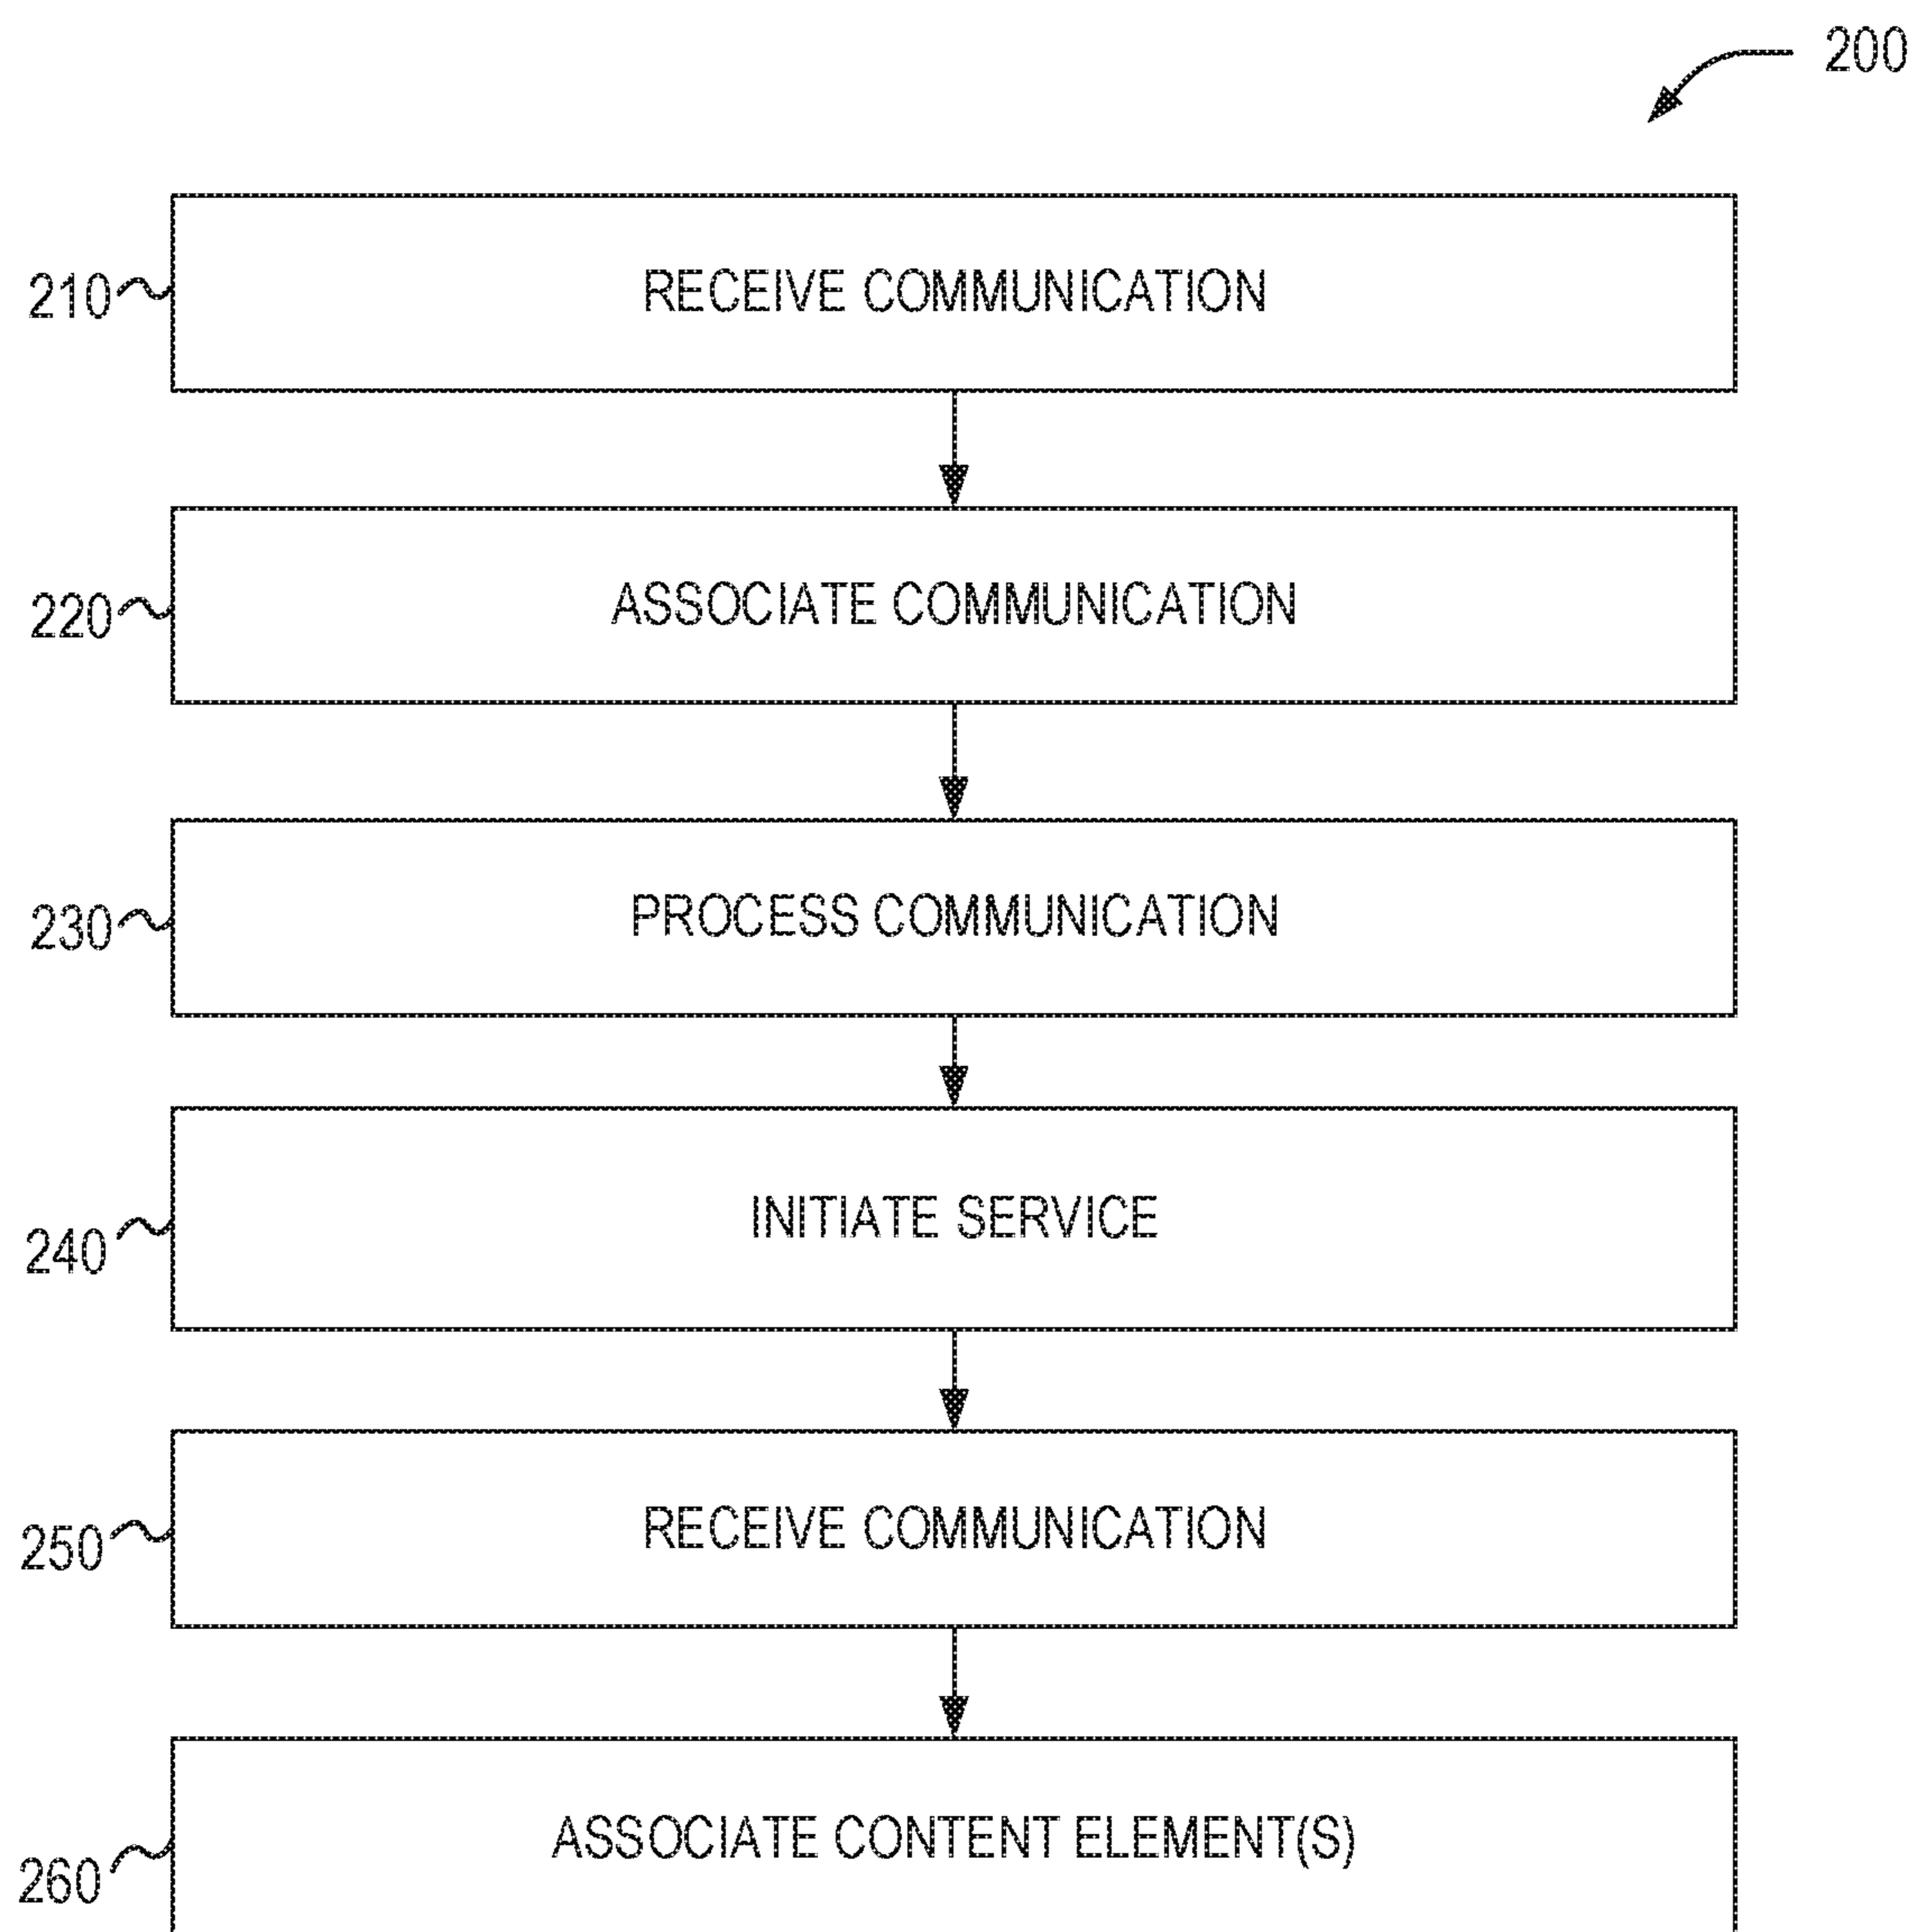 200
210 RECEIVE COMMUNICATION
220 ASSOCIATE COMMUNICATION
230 PROCESS COMMUNICATION
240 INITIATE SERVICE
250 RECEIVE COMMUNICATION
260 ASSOCIATE CONTENT ELEMENT(S)